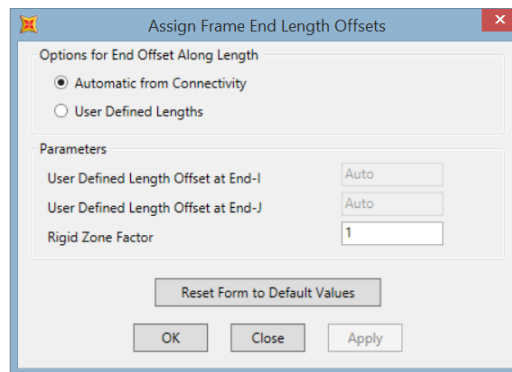 Assign Frame End Length Offsets
Options for End Offset Along Length
Automatic from Connectivity
User Defined Lengths
Parameters
User Defined Length Offset at End-I Auto
User Defined Length Offset at End-J Auto
Rigid Zone Factor 1
Reset Form to Default Values
OK Close Apply